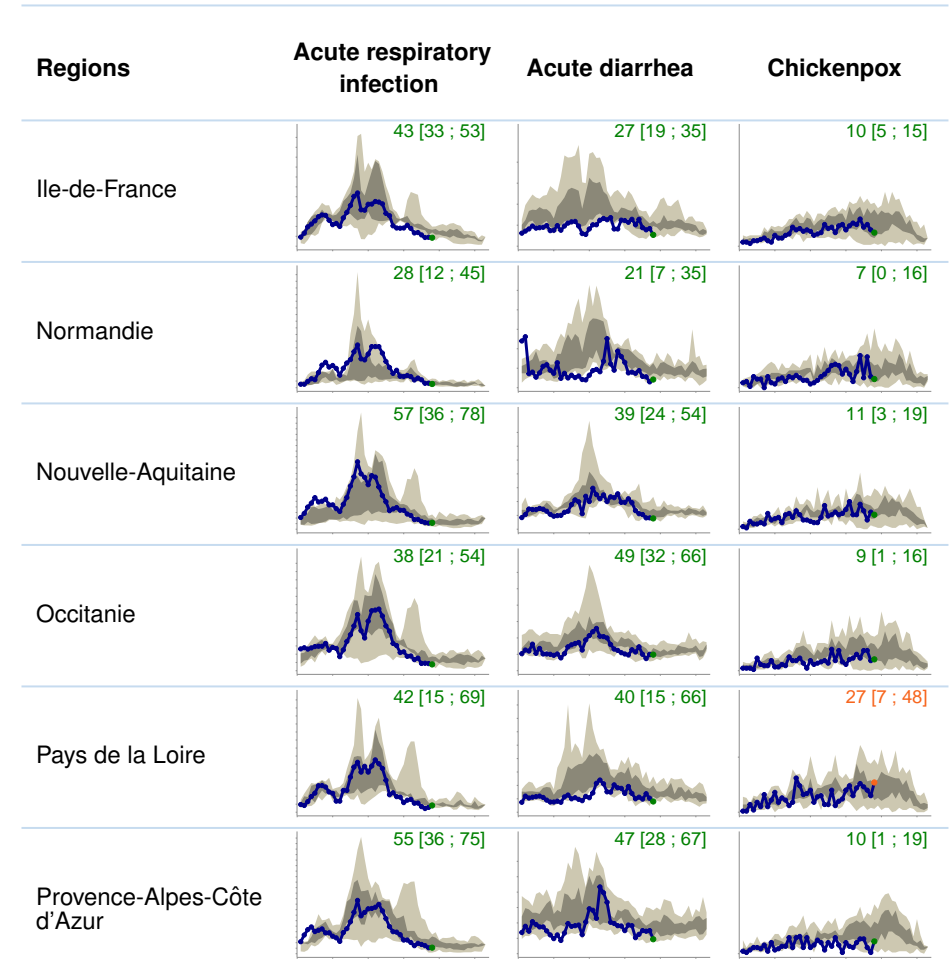 Regions
Acute respiratory
infection
Acute diarrhea
Chickenpox
Ile-de-France
43 [33 ; 53]
27 [19 ; 35]
10 [5 ; 15]
Normandie
28 [12 ; 45]
21 [7 ; 35]
7 [0 ; 16]
Nouvelle-Aquitaine
57 [36 ; 78]
39 [24 ; 54]
11 [3 ; 19]
Occitanie
38 [21 ; 54]
49 [32 ; 66]
9 [1 ; 16]
Pays de la Loire
42 [15 ; 69]
40 [15 ; 66]
27 [7 ; 48]
Provence-Alpes-Côte
d'Azur
55 [36 ; 75]
47 [28 ; 67]
10 [1 ; 19]